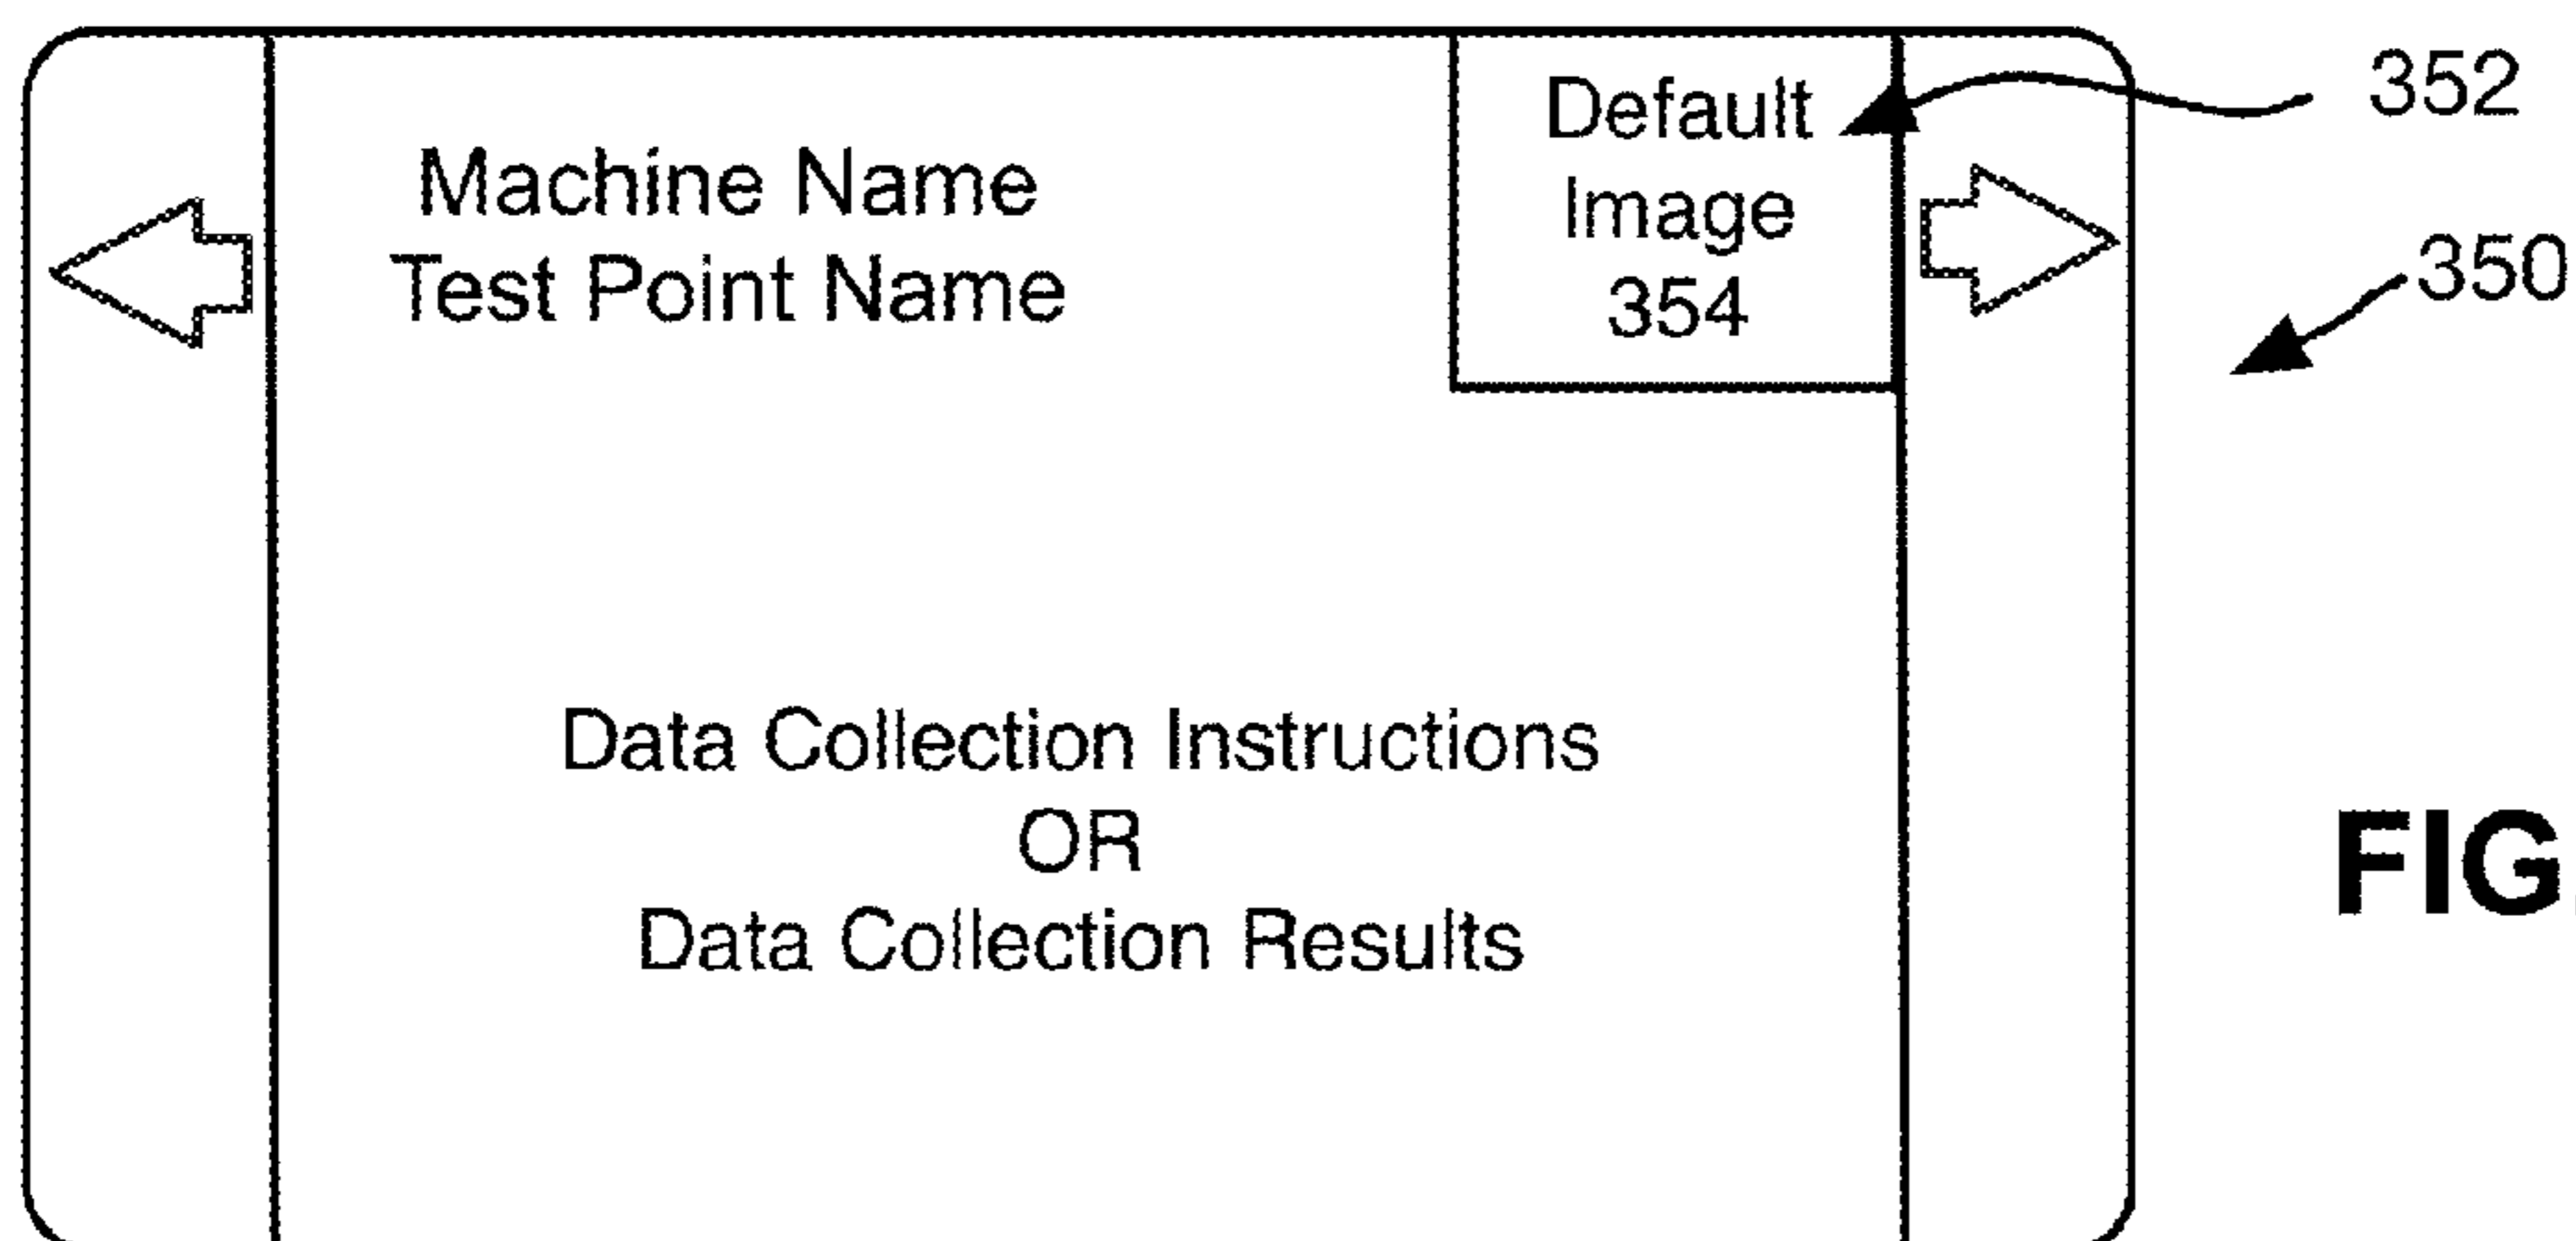 Default
Image
354
352
Machine Name
Test Point Name
350
Data Collection Instructions
OR
Data Collection Results
FIG.